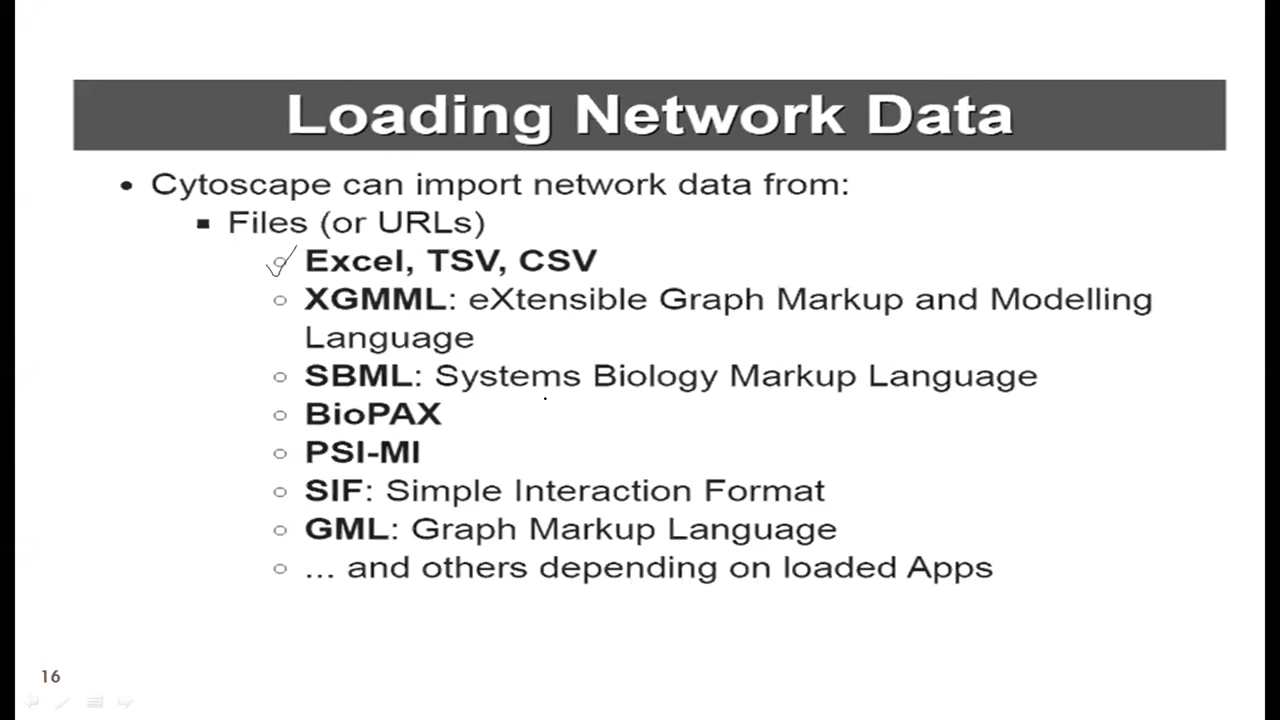 Loading Network Data
• Cytoscape can import network data from:
▪ Files (or URLs)
○ Excel, TSV, CSV
○ XGMML: eXtensible Graph Markup and Modelling
Language
○ SBML: Systems Biology Markup Language
○ BioPAX
○ PSI-MI
○ SIF: Simple Interaction Format
○ GML: Graph Markup Language
○ ... and others depending on loaded Apps
16